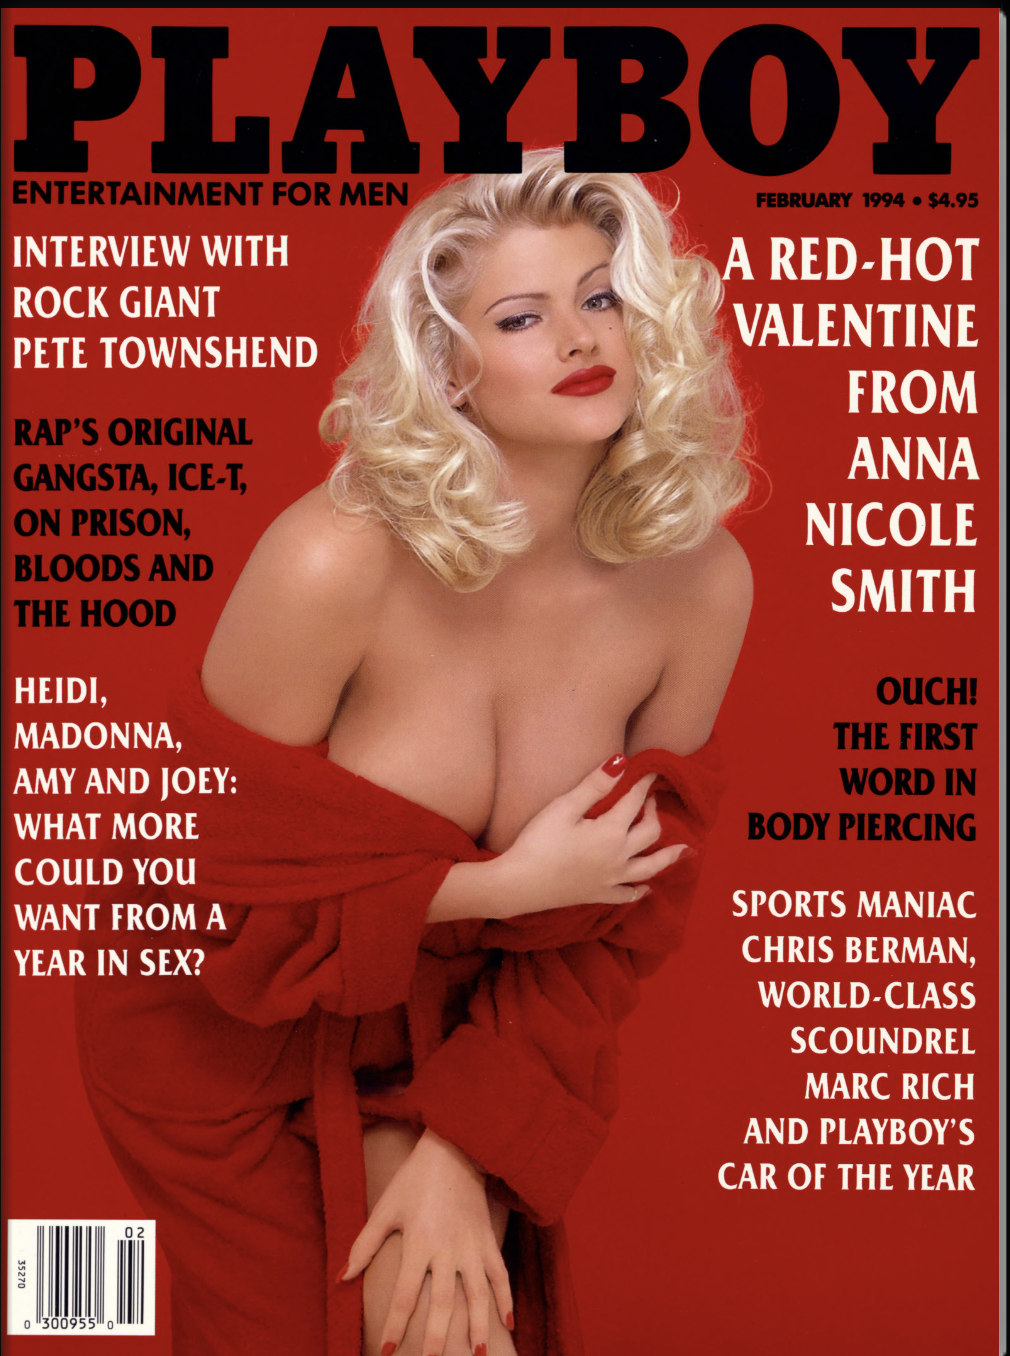 PLAYBOY
ENTERTAINMENT FOR MEN
FEBRUARY 1994 • $4.95
INTERVIEW WITH
ROCK GIANT
PETE TOWNSHEND
RAP'S ORIGINAL
GANGSTA, ICE-T,
ON PRISON,
BLOODS AND
THE HOOD
HEIDI,
MADONNA,
AMY AND JOEY:
WHAT MORE
COULD YOU
WANT FROM A
YEAR IN SEX?
A RED-HOT
VALENTINE
FROM
ANNA
NICOLE
SMITH
OUCH!
THE FIRST
WORD IN
BODY PIERCING
SPORTS MANIAC
CHRIS BERMAN,
WORLD-CLASS
SCOUNDREL
MARC RICH
AND PLAYBOY'S
CAR OF THE YEAR
02
35270
0 300955 0